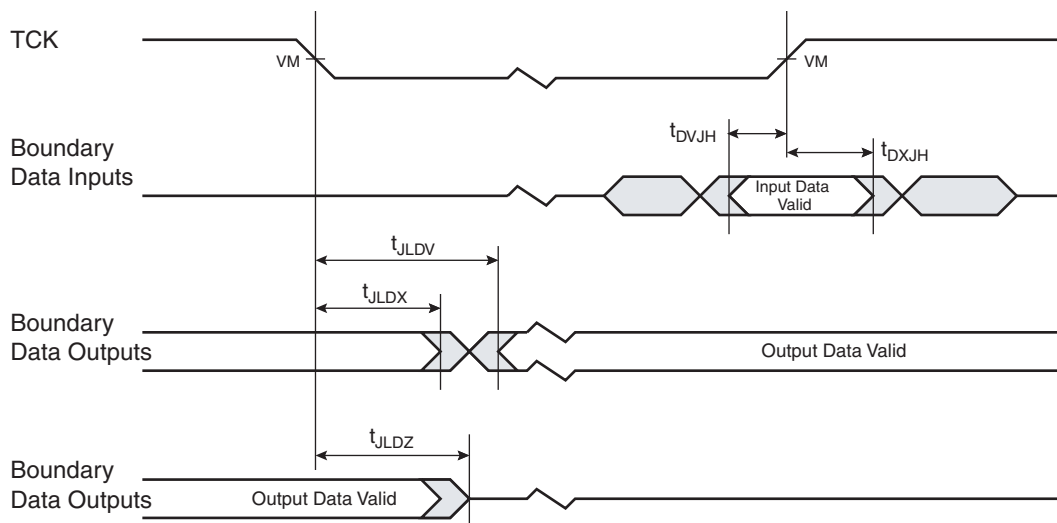 TCK
VM
VM
Boundary
Data Inputs
tDVJH
tDXJH
Input Data
Valid
tJLDV
tJLDX
Boundary
Data Outputs
Output Data Valid
tJLDZ
Boundary
Data Outputs
Output Data Valid